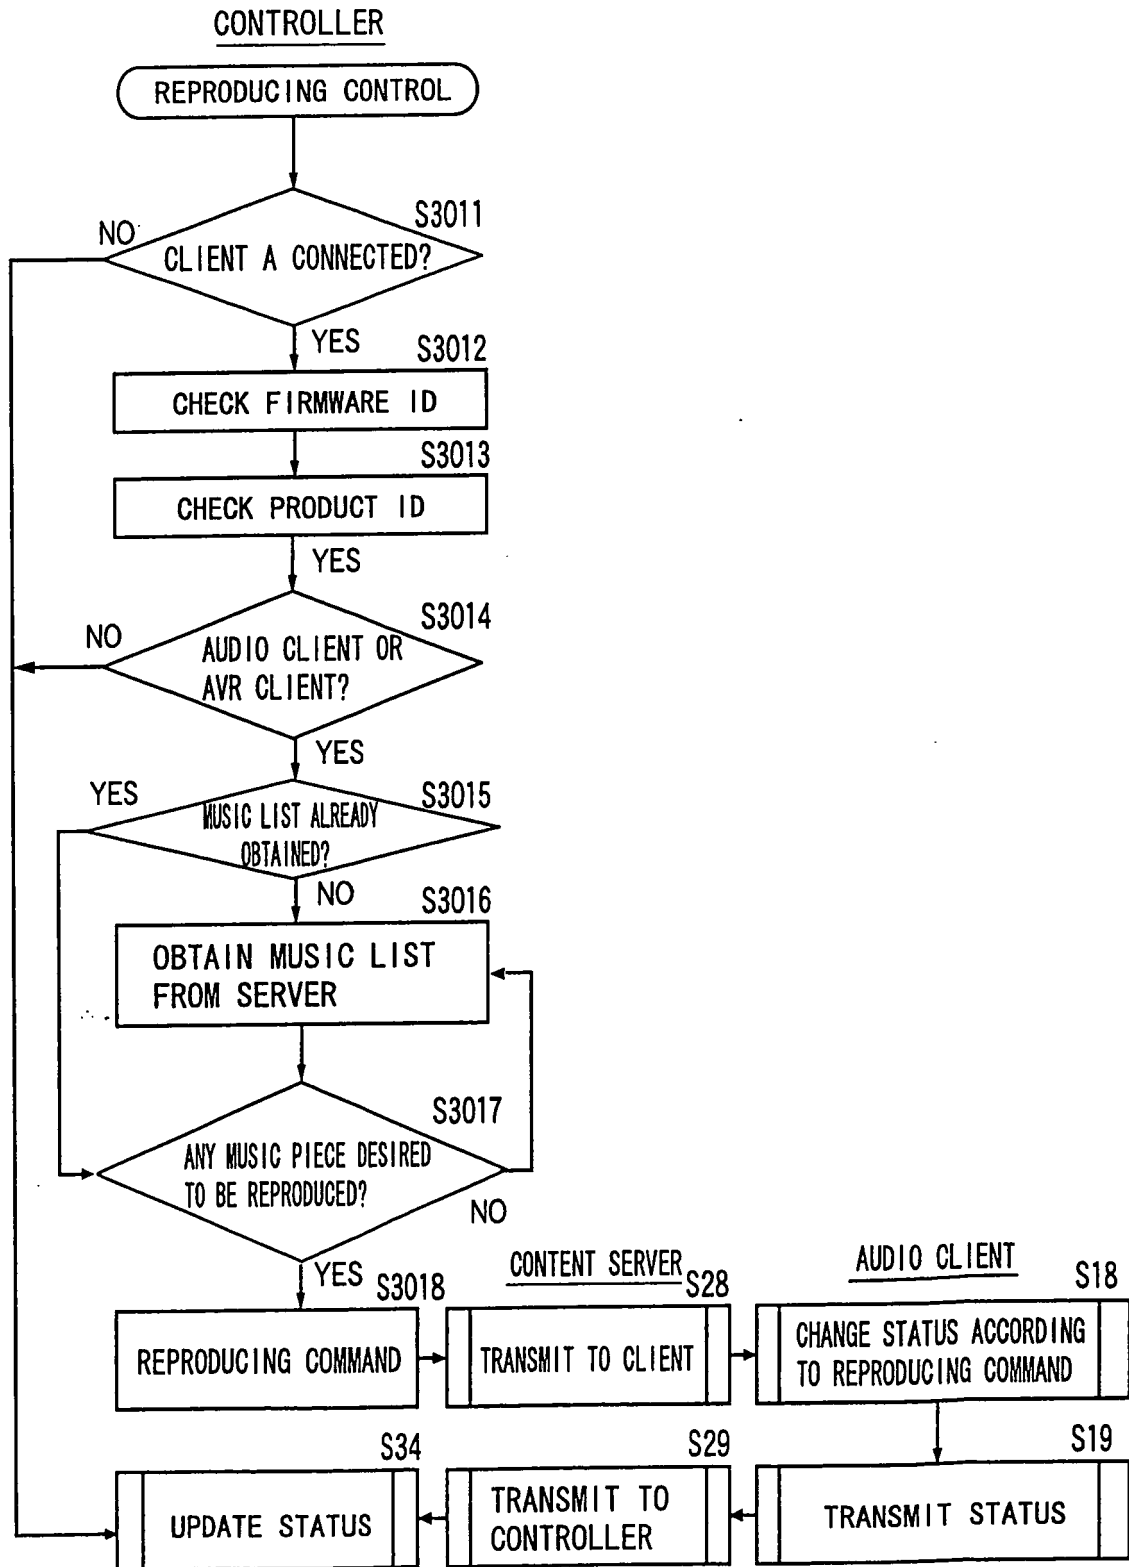 CONTROLLER
REPRODUCING CONTROL
S3011
NO
CLIENT A CONNECTED?
YES
S3012
CHECK FIRMWARE ID
S3013
CHECK PRODUCT ID
YES
S3014
NO
AUDIO CLIENT OR
AVR CLIENT?
YES
YES
S3015
MUSIC LIST ALREADY
OBTAINED?
NO
S3016
OBTAIN MUSIC LIST
FROM SERVER
S3017
ANY MUSIC PIECE DESIRED
TO BE REPRODUCED?
NO
YES
CONTENT SERVER
AUDIO CLIENT
S3018
S28
S18
REPRODUCING COMMAND
TRANSMIT TO CLIENT
CHANGE STATUS ACCORDING
TO REPRODUCING COMMAND
S34
S29
S19
UPDATE STATUS
TRANSMIT TO
CONTROLLER
TRANSMIT STATUS